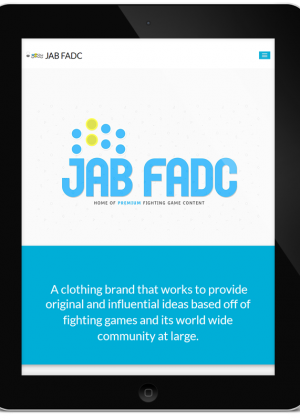 JAB FADC
JAB FADC
HOME OF PREMIUM FIGHTING GAME CONTENT
A clothing brand that works to provide
original and influential ideas based off of
fighting games and its world wide
community at large.